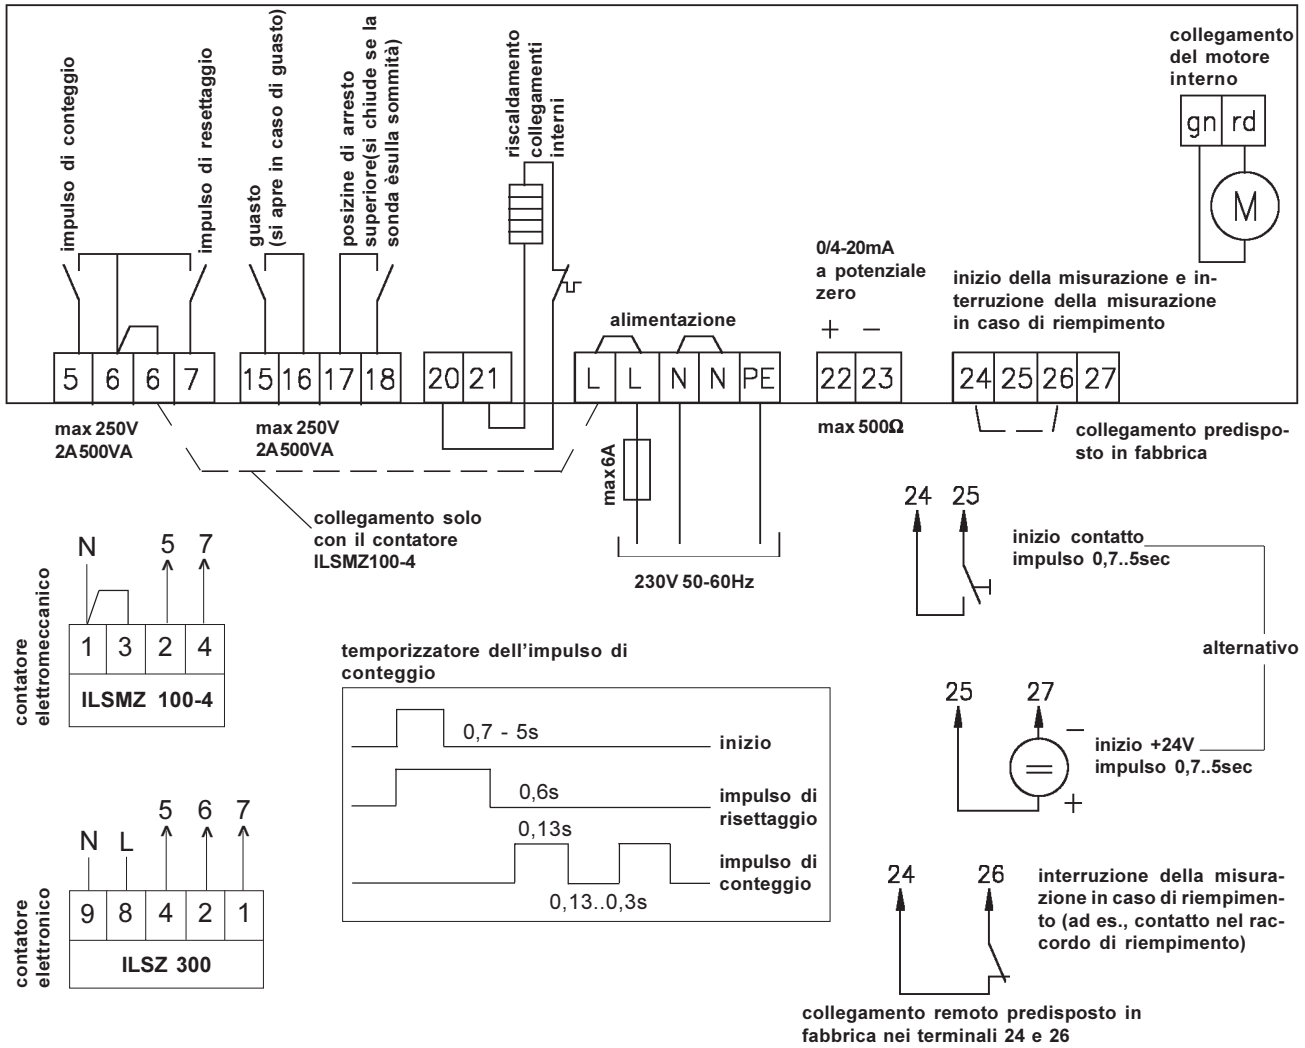 impulso di conteggio
impulso di resettaggio
guasto
(si apre in caso di guasto)
posizine di arresto
superiore(si chiude se la
sonda èsulla sommità)
riscaldamento
collegamenti
interni
collegamento
del motore
interno
gn rd
M
0/4-20mA
a potenziale
zero
+ −
inizio della misurazione e in-
terruzione della misurazione
in caso di riempimento
alimentazione
5 6 6 7
15 16 17 18
20 21
L L N N PE
22 23
24 25 26 27
max 250V
2A500VA
max 250V
2A500VA
max6A
max 500Ω
collegamento predispo-
sto in fabbrica
collegamento solo
con il contatore
ILSMZ100-4
230V 50-60Hz
24 25
inizio contatto
impulso 0,7..5sec
alternativo
25 27
−
inizio +24V
impulso 0,7..5sec
+
contatore
elettromeccanico
N 5 7
1 3 2 4
ILSMZ 100-4
temporizzatore dell'impulso di
conteggio
0,7 - 5s
inizio
0,6s
impulso di
risettaggio
0,13s
impulso di
conteggio
0,13..0,3s
contatore
elettronico
N L 5 6 7
9 8 4 2 1
ILSZ 300
24 26
interruzione della misura-
zione in caso di riempimen-
to (ad es., contatto nel rac-
cordo di riempimento)
collegamento remoto predisposto in
fabbrica nei terminali 24 e 26